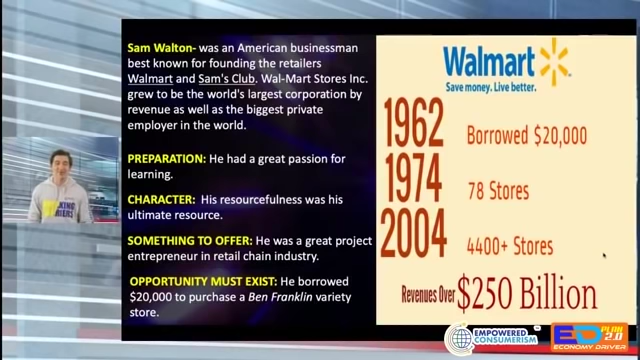 Sam Walton- was an American businessman
best known for founding the retailers
Walmart and Sam's Club. Wal-Mart Stores Inc.
grew to be the world's largest corporation by
revenue as well as the biggest private
employer in the world.
PREPARATION: He had a great passion for
learning.
CHARACTER: His resourcefulness was his
ultimate resource.
SOMETHING TO OFFER: He was a great project
entrepreneur in retail chain industry.
OPPORTUNITY MUST EXIST: He borrowed
$20,000 to purchase a Ben Franklin variety
store.
Walmart
Save money. Live better.
1962 Borrowed $20,000
1974 78 Stores
2004 4400+ Stores
Revenues Over $250 Billion
EMPOWERED
CONSUMERISM
ED PLAN 2.0
ECONOMY DRIVER